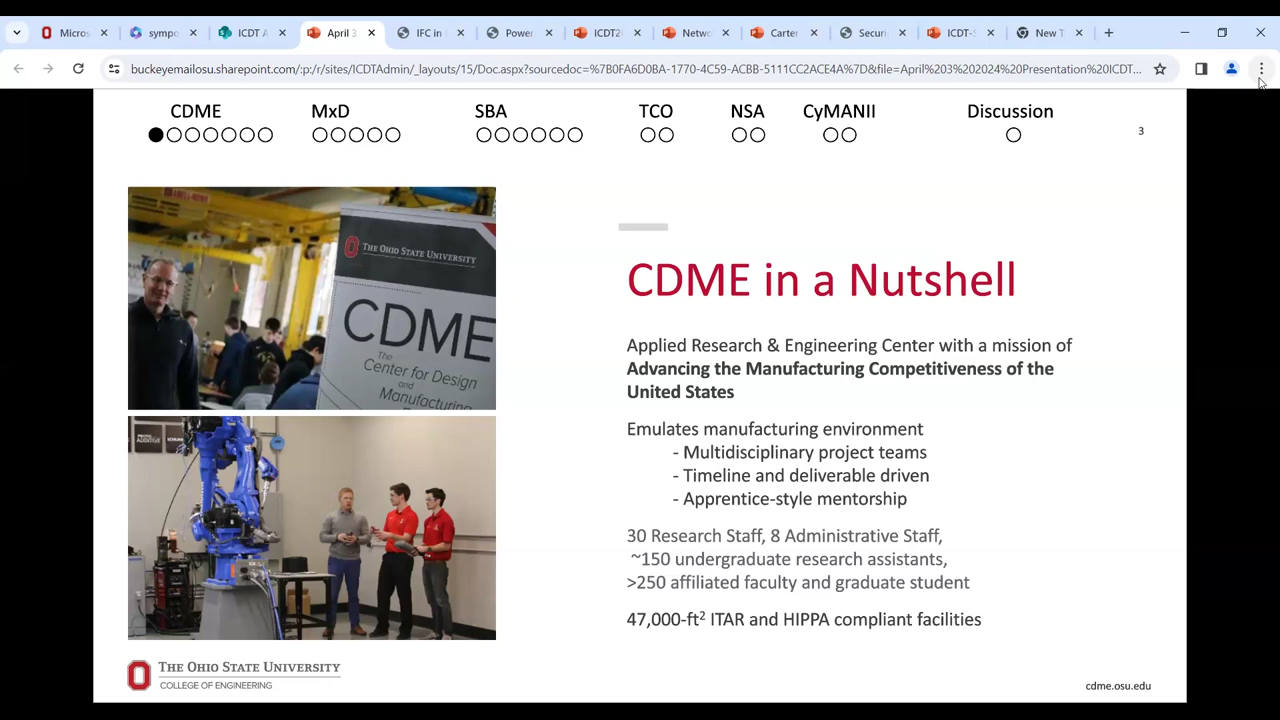 Micros
sympo
ICDT A
April 3
IFC in
Power
ICDT2
Netw
Carter
Securi
ICDT-S
New T
buckeyemailosu.sharepoint.com/:p:/r/sites/ICDTAdmin/_layouts/15/Doc.aspx?sourcedoc=%7B0FA6D0BA-1770-4C59-ACBB-5111CC2ACE4A%7D&file=April%203%202024%20Presentation%20ICDT...
CDME MxD SBA TCO NSA CyMANII Discussion
3
THE OHIO STATE UNIVERSITY
CDME
The
Center for Design
and
Manufacturing
CDME in a Nutshell
Applied Research & Engineering Center with a mission of
Advancing the Manufacturing Competitiveness of the
United States
Emulates manufacturing environment
- Multidisciplinary project teams
- Timeline and deliverable driven
- Apprentice-style mentorship
30 Research Staff, 8 Administrative Staff,
~150 undergraduate research assistants,
>250 affiliated faculty and graduate student
47,000-ft² ITAR and HIPPA compliant facilities
THE OHIO STATE UNIVERSITY
COLLEGE OF ENGINEERING
cdme.osu.edu